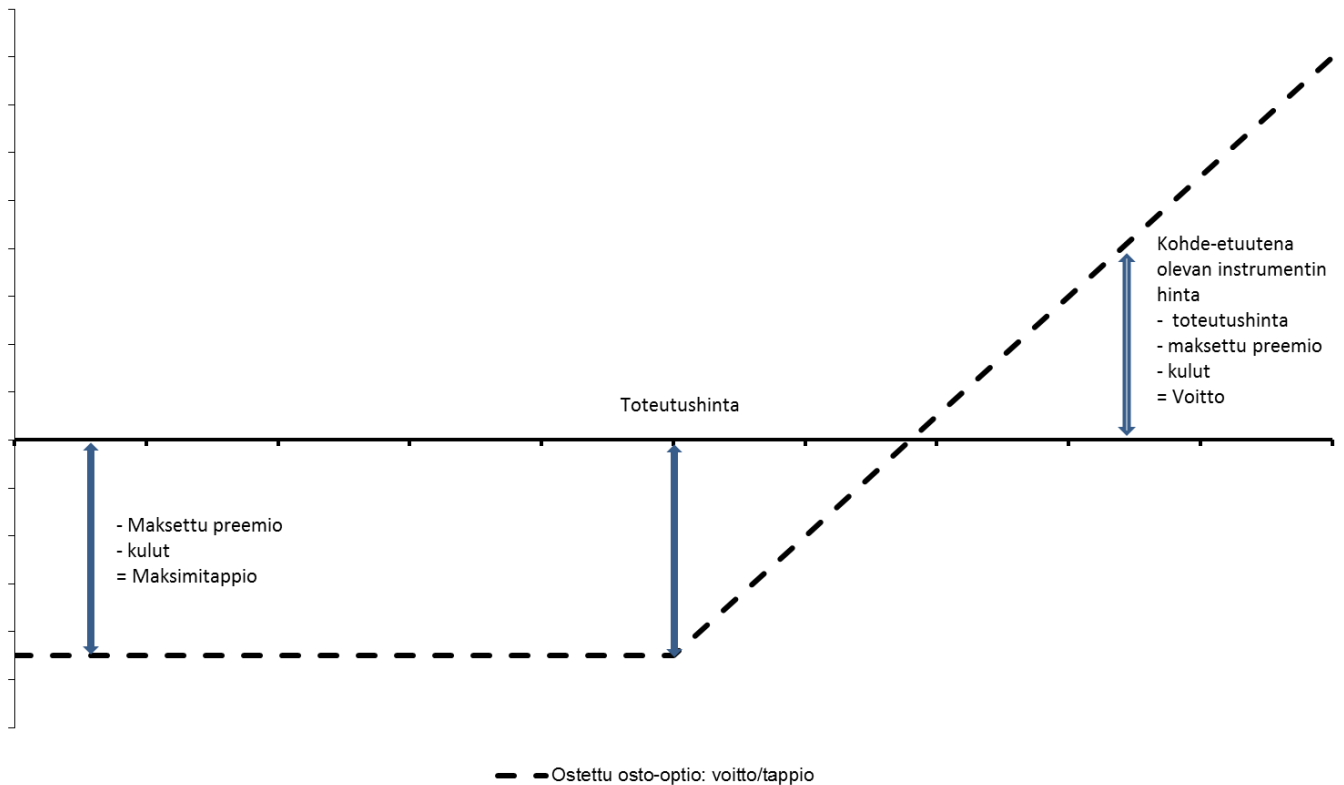 Kohde-etuutena
olevan instrumentin
hinta
- toteutushinta
- maksettu preemio
- kulut
= Voitto
Toteutushinta
- Maksettu preemio
- kulut
= Maksimitappio
Ostettu osto-optio: voitto/tappio